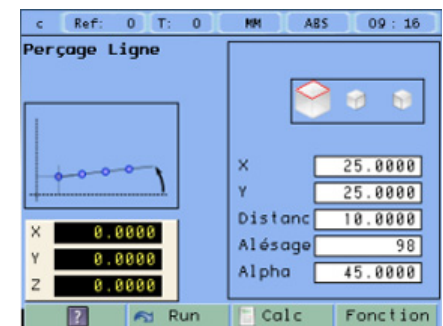 c Ref: 0 T: 0 MM ABS 09 : 16
Perçage Ligne
X 25.0000
Y 25.0000
Distanc 10.0000
Alésage 98
Alpha 45.0000
X 0.0000
Y 0.0000
Z 0.0000
? Run Calc Fonction